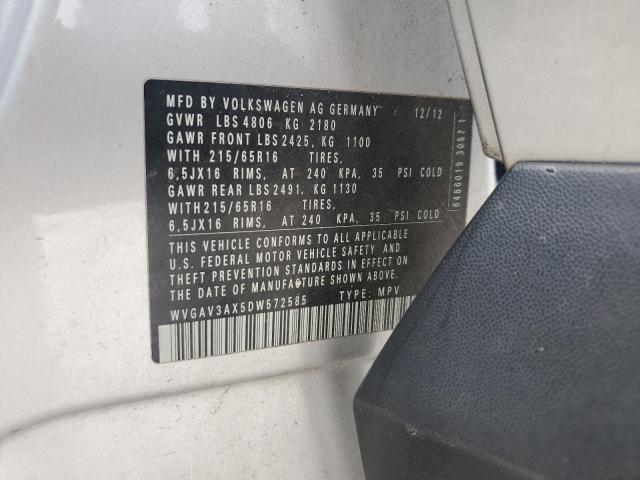 MFD BY VOLKSWAGEN AG GERMANY 12/12
GVWR LBS 4806 KG 2180
GAWR FRONT LBS 2425, KG 1100
WITH 215/65R16 TIRES,
6,5JX16 RIMS, AT 240 KPA, 35 PSI COLD
GAWR REAR LBS 2491, KG 1130
WITH 215/65R16 TIRES,
6,5JX16 RIMS, AT 240 KPA, 35 PSI COLD
THIS VEHICLE CONFORMS TO ALL APPLICABLE
U.S. FEDERAL MOTOR VEHICLE SAFETY AND
THEFT PREVENTION STANDARDS IN EFFECT ON
THE DATE OF MANUFACTURE SHOWN ABOVE.
WVGAV3AX5DW572585 TYPE: MPV
6486019 3057 1